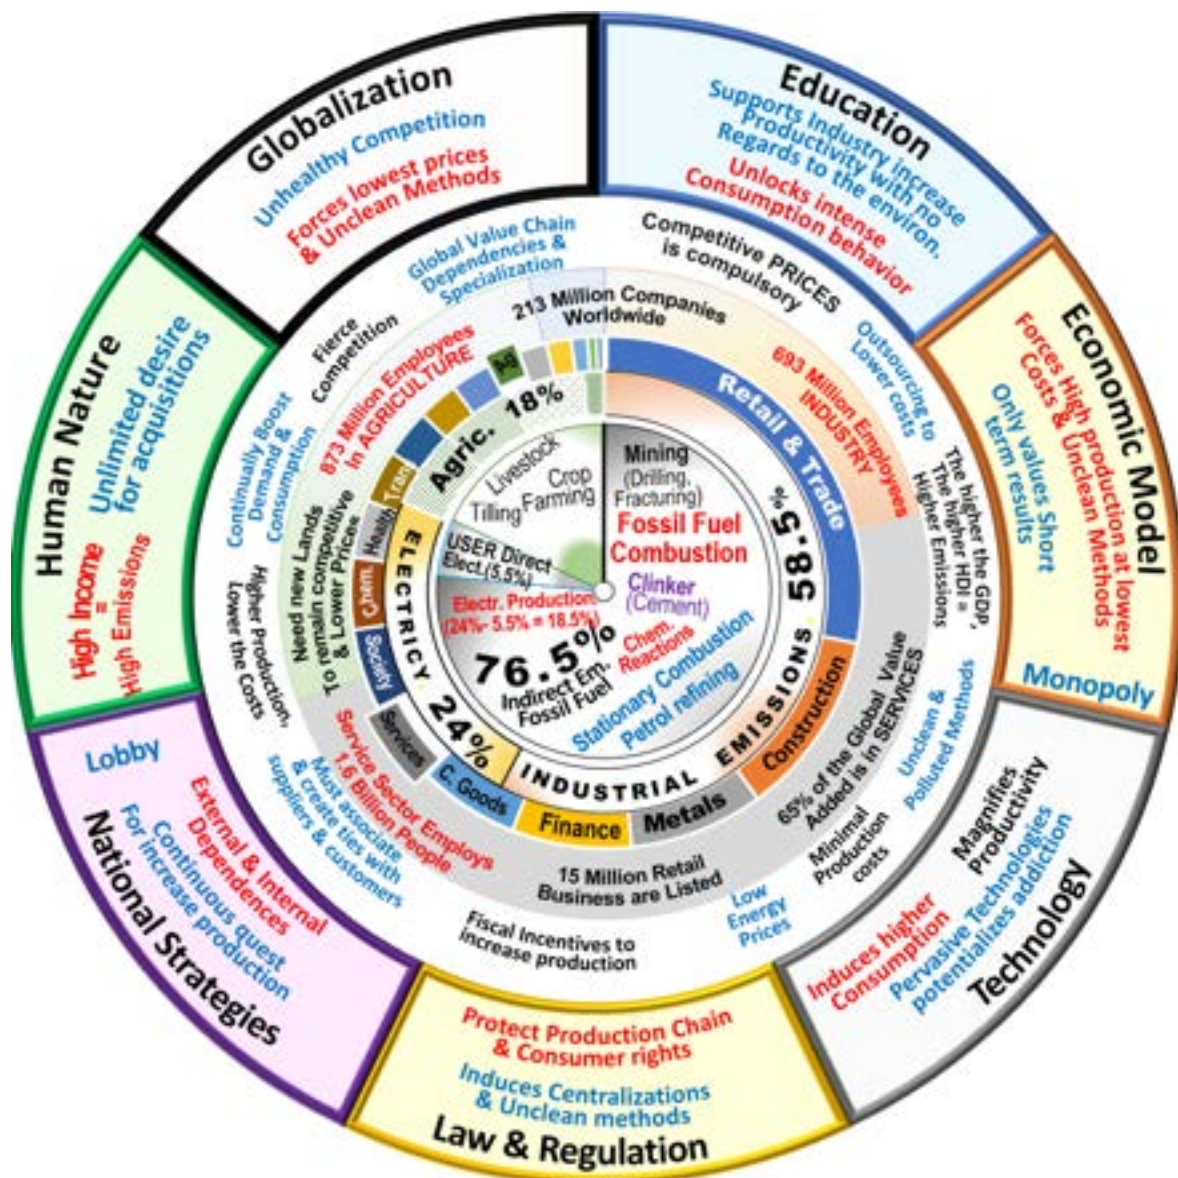 Globalization
Unhealthy Competition
Forces lowest prices
& Unclean Methods
Education
Supports Industry increase
Productivity with no
Regards to the environ.
Unlocks intense
Consumption behavior
Economic Model
Forces High production at lowest
Costs & Unclean Methods
Only values Short
term results
Monopoly
Magnifies
Productivity
Pervasive Technologies
potentializes addiction
Induces higher
Consumption
Technology
Protect Production Chain
& Consumer rights
Induces Centralizations
& Unclean methods
Law & Regulation
Lobby
External & Internal
Dependences
Continuous quest
For increase production
National Strategies
Human Nature
Unlimited desire
for acquisitions
High Income
=
High Emissions
Global Value Chain
Dependencies &
Specialization
Competitive PRICES
is compulsory
Outsourcing to
Lower costs
The higher the GDP,
The higher HDI =
Higher Emissions
Unclean &
Polluted Methods
Minimal
Production
costs
Low
Energy
Prices
Fiscal Incentives to
increase production
Must associate
& create ties with
suppliers & customers
Higher Production,
Lower the Costs
Continually Boost
Demand &
Consumption
Fierce
Competition
213 Million Companies
Worldwide
693 Million Employees
INDUSTRY
65% of the Global Value
Added is in SERVICES
15 Million Retail
Business are Listed
Service Sector Employs
1.6 Billion People
Need new Lands
To remain competitive
& Lower Prices
873 Million Employees
In AGRICULTURE
Retail & Trade
Construction
Metals
Finance
C. Goods
Services
Society
Chem.
Health
Trad
Ag
18%
Agric.
58.5%
INDUSTRIAL EMISSIONS.
ELECTRICY. 24%
Livestock
Crop
Farming
Tilling
Mining
(Drilling,
Fracturing)
Fossil Fuel
Combustion
Clinker
(Cement)
Chem.
Reactions
Stationary Combustion
Petrol refining
USER Direct
Elect.(5.5%)
Electr. Production
(24%- 5.5% = 18.5%)
76.5%
Indirect Em.
Fossil Fuel